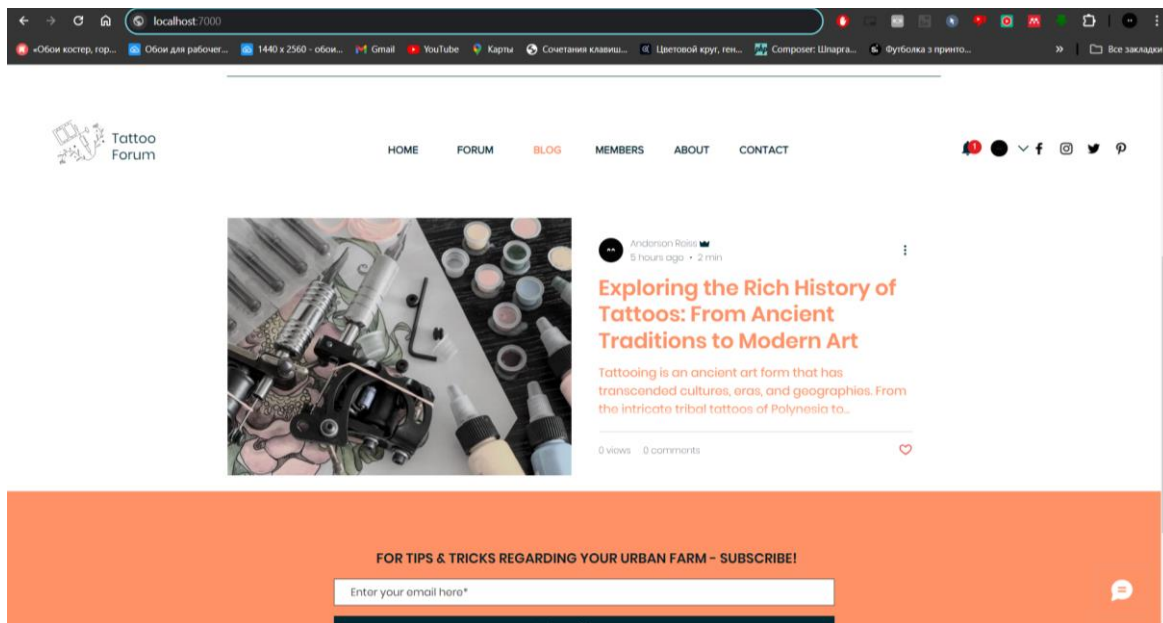 localhost:7000
«Обои костер, гор... Обои для рабочег... 1440 x 2560 - обои... Gmail YouTube Карты Сочетания клавиш... Цветовой круг, ген... Composer: Шпарга... Футболка з принто... » Все закладки
Tattoo
Forum
HOME FORUM BLOG MEMBERS ABOUT CONTACT
1
Anderson Roiss
5 hours ago • 2 min
Exploring the Rich History of
Tattoos: From Ancient
Traditions to Modern Art
Tattooing is an ancient art form that has
transcended cultures, eras, and geographies. From
the intricate tribal tattoos of Polynesia to...
0 views 0 comments
FOR TIPS & TRICKS REGARDING YOUR URBAN FARM - SUBSCRIBE!
Enter your email here*